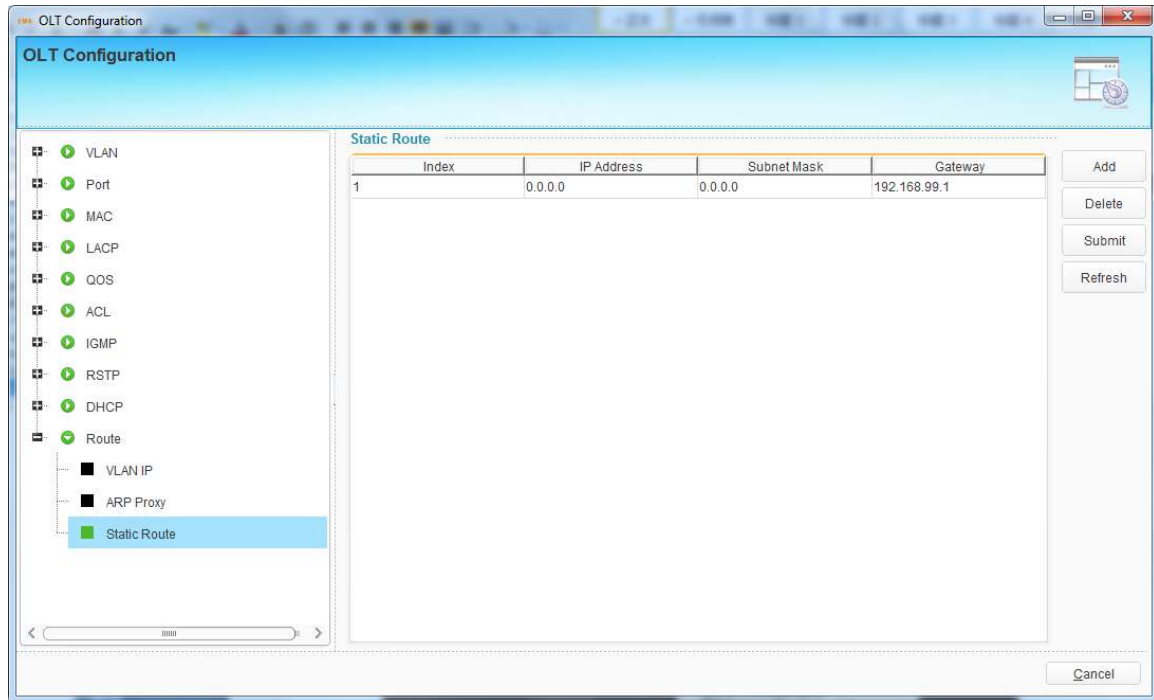 CMS OLT Configuration
OLT Configuration
VLAN
Port
MAC
LACP
QOS
ACL
IGMP
RSTP
DHCP
Route
VLAN IP
ARP Proxy
Static Route
Static Route
Index IP Address Subnet Mask Gateway
1 0.0.0.0 0.0.0.0 192.168.99.1
Add
Delete
Submit
Refresh
Cancel